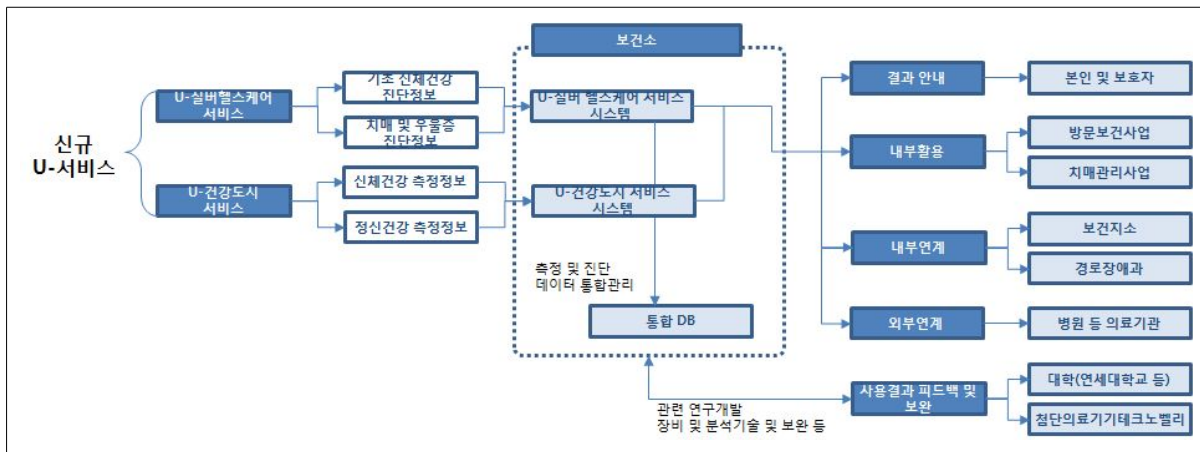 신규
U-서비스
U-실버헬스케어
서비스
U-건강도시
서비스
기초 신체건강
진단정보
치매 및 우울증
진단정보
신체건강 측정정보
정신건강 측정정보
보건소
U-실버 헬스케어 서비스
시스템
U-건강도시 서비스
시스템
측정 및 진단
데이터 통합관리
통합 DB
관련 연구개발
장비 및 분석기술 및 보완 등
결과 안내
내부활용
내부연계
외부연계
사용결과 피드백 및
보완
본인 및 보호자
방문보건사업
치매관리사업
보건지소
경로장애과
병원 등 의료기관
대학(연세대학교 등)
첨단의료기기테크노벨리